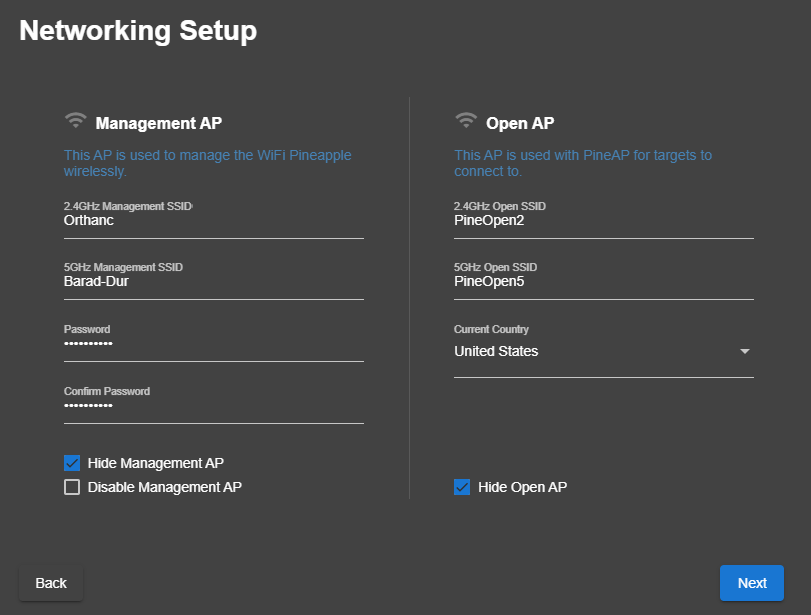 Networking Setup
Management AP
This AP is used to manage the WiFi Pineapple
wirelessly.
2.4GHz Management SSID
Orthanc
5GHz Management SSID
Barad-Dur
Password
••••••••••
Confirm Password
••••••••••
Hide Management AP
Disable Management AP
Open AP
This AP is used with PineAP for targets to
connect to.
2.4GHz Open SSID
PineOpen2
5GHz Open SSID
PineOpen5
Current Country
United States
Hide Open AP
Back
Next